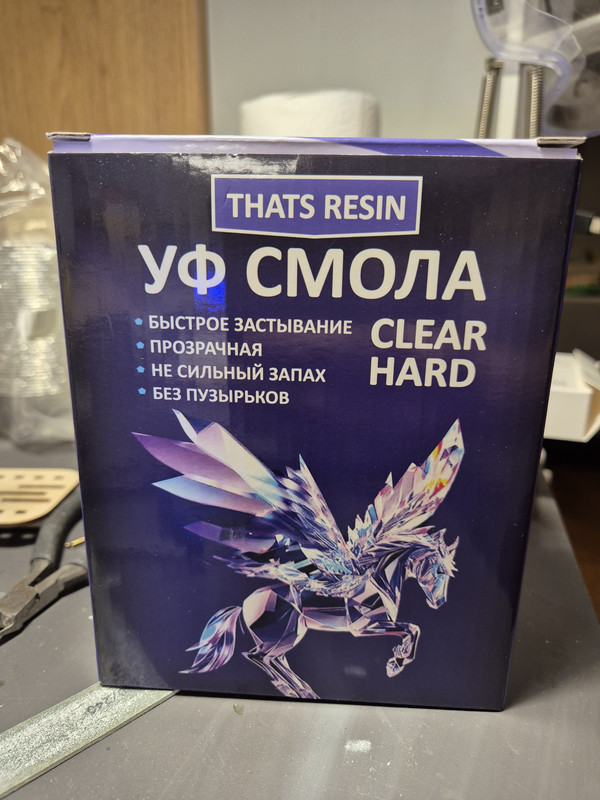 THATS RESIN
УФ СМОЛА
БЫСТРОЕ ЗАСТЫВАНИЕ
ПРОЗРАЧНАЯ
НЕ СИЛЬНЫЙ ЗАПАХ
БЕЗ ПУЗЫРЬКОВ
CLEAR
HARD